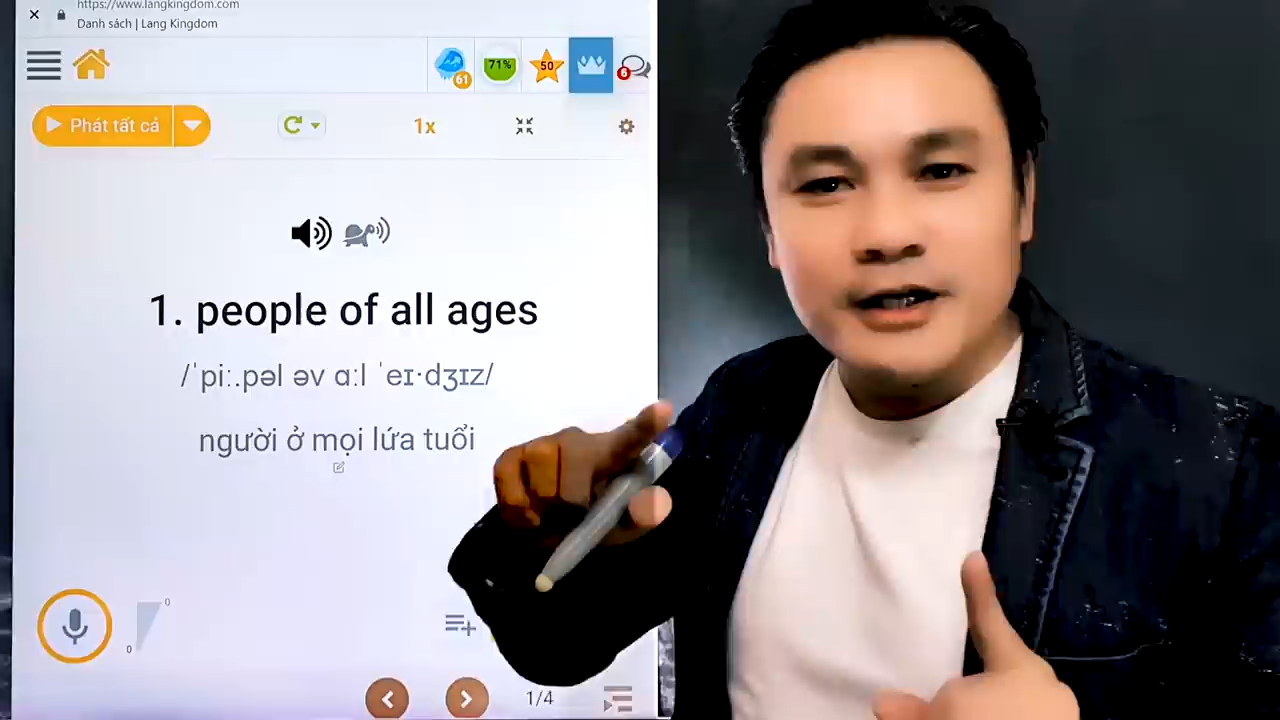 https://www.langkingdom.com
Danh sách | Lang Kingdom
61
71%
50
6
Phát tất cả
1x
1. people of all ages
/ˈpiː.pəl əv ɑːl ˈeɪ·dʒɪz/
người ở mọi lứa tuổi
0
0
1/4